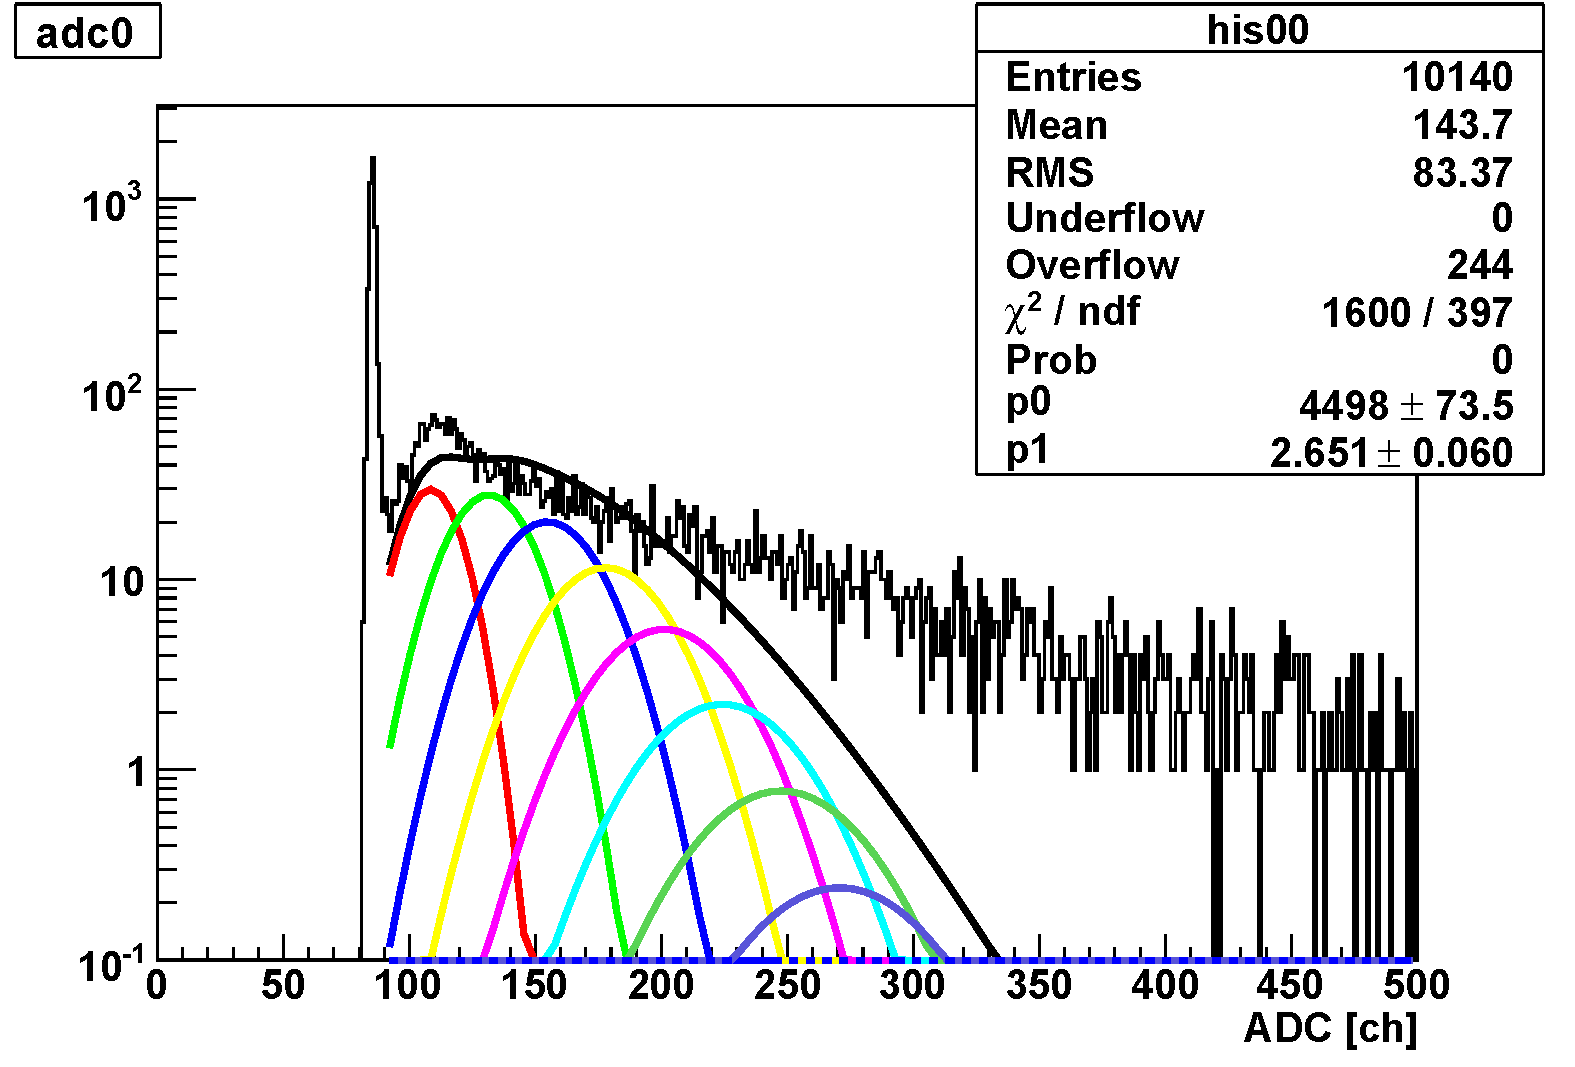 adc0
his00
Entries 10140
Mean 143.7
RMS 83.37
Underflow 0
Overflow 244
χ² / ndf 1600 / 397
Prob 0
p0 4498 ± 73.5
p1 2.651 ± 0.060
10³
10²
10
1
10⁻¹
0 50 100 150 200 250 300 350 400 450 500
ADC [ch]